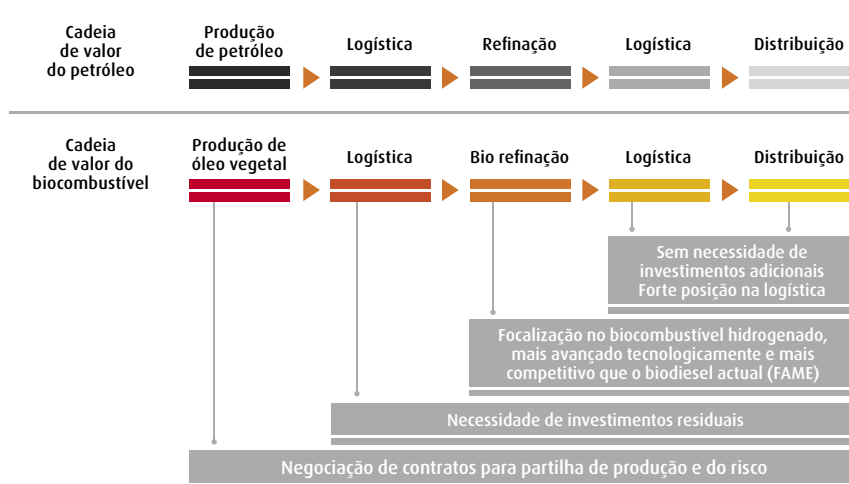 Cadeia
de valor
do petróleo
Produção
de petróleo
Logística
Refinação
Logística
Distribuição
Cadeia
de valor do
biocombustível
Produção de
óleo vegetal
Logística
Bio refinação
Logística
Distribuição
Sem necessidade de
investimentos adicionais
Forte posição na logística
Focalização no biocombustível hidrogenado,
mais avançado tecnologicamente e mais
competitivo que o biodiesel actual (FAME)
Necessidade de investimentos residuais
Negociação de contratos para partilha de produção e do risco